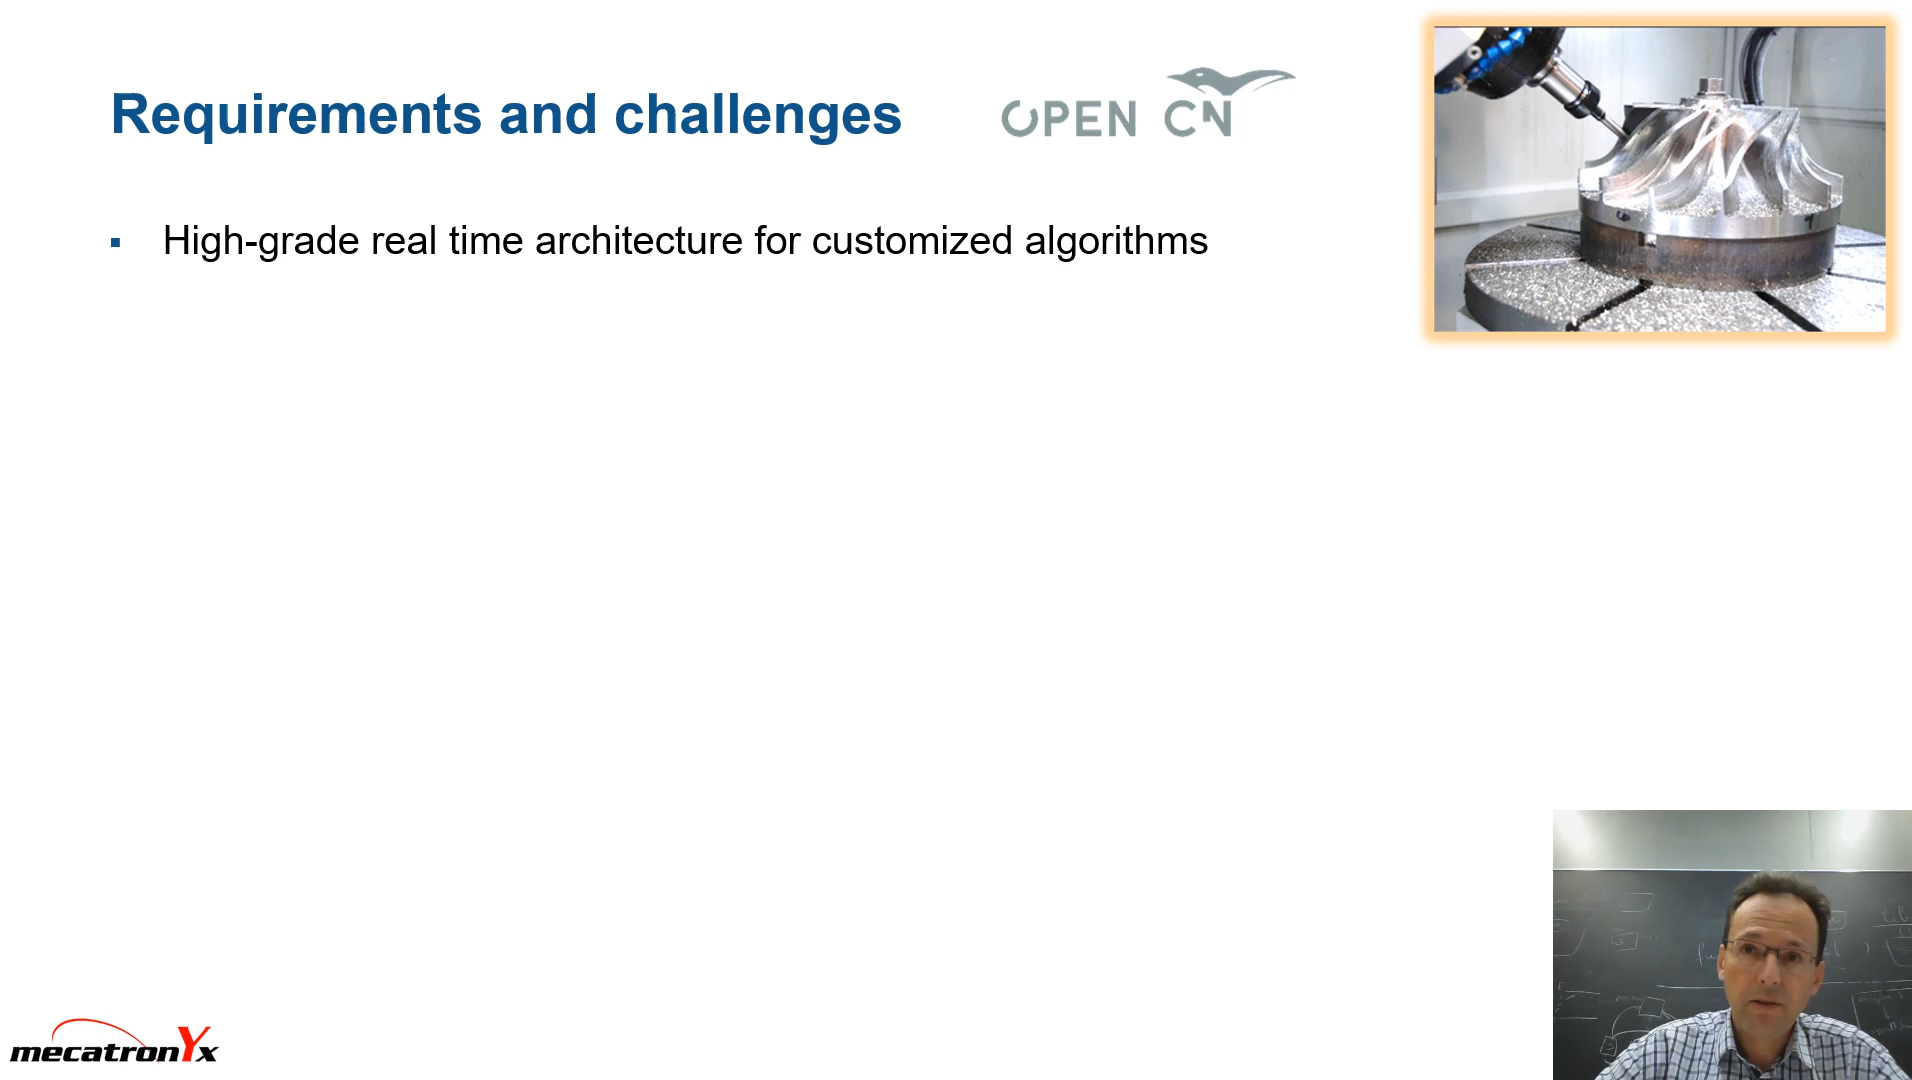 Requirements and challenges
OPEN CN
▪ High-grade real time architecture for customized algorithms
mecatronYx